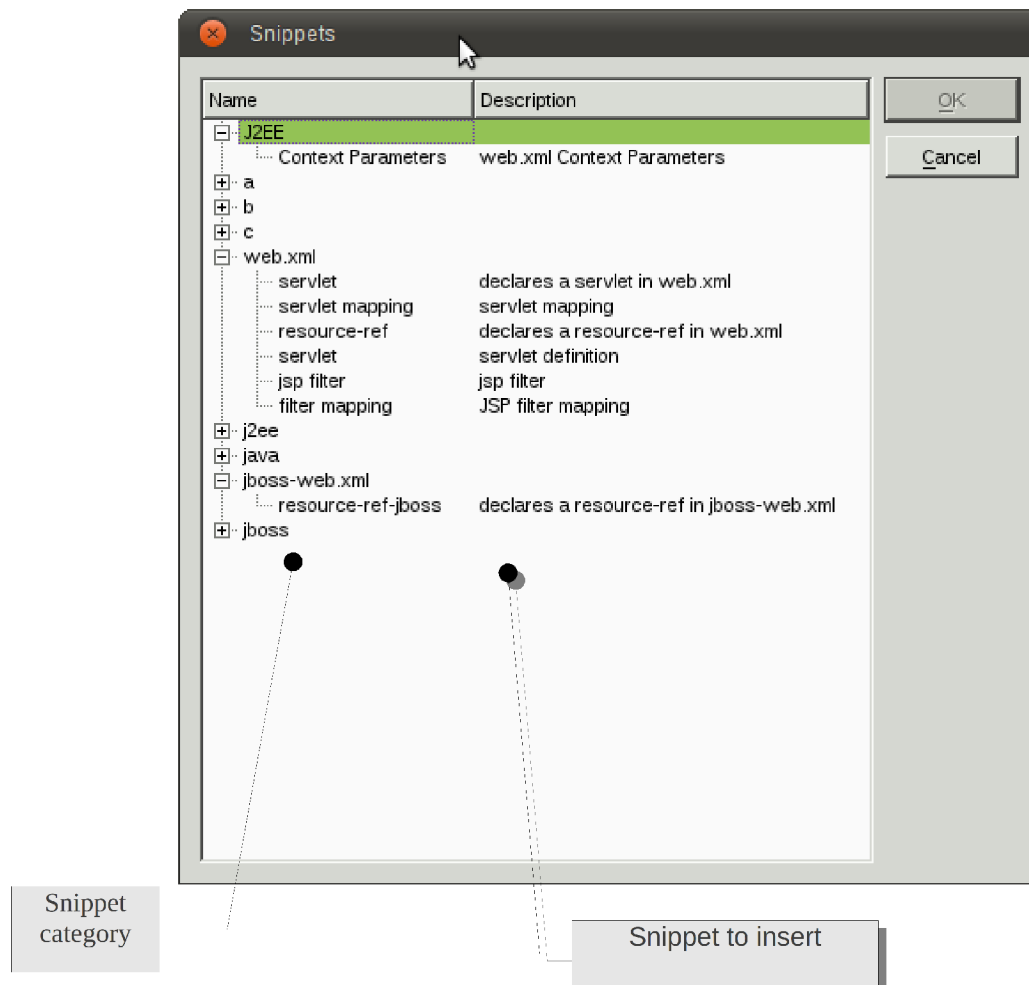 Snippets
Name Description
OK
J2EE
Context Parameters web.xml Context Parameters
Cancel
a
b
c
web.xml
servlet declares a servlet in web.xml
servlet mapping servlet mapping
resource-ref declares a resource-ref in web.xml
servlet servlet definition
jsp filter jsp filter
filter mapping JSP filter mapping
j2ee
java
jboss-web.xml
resource-ref-jboss declares a resource-ref in jboss-web.xml
jboss
Snippet
category
Snippet to insert